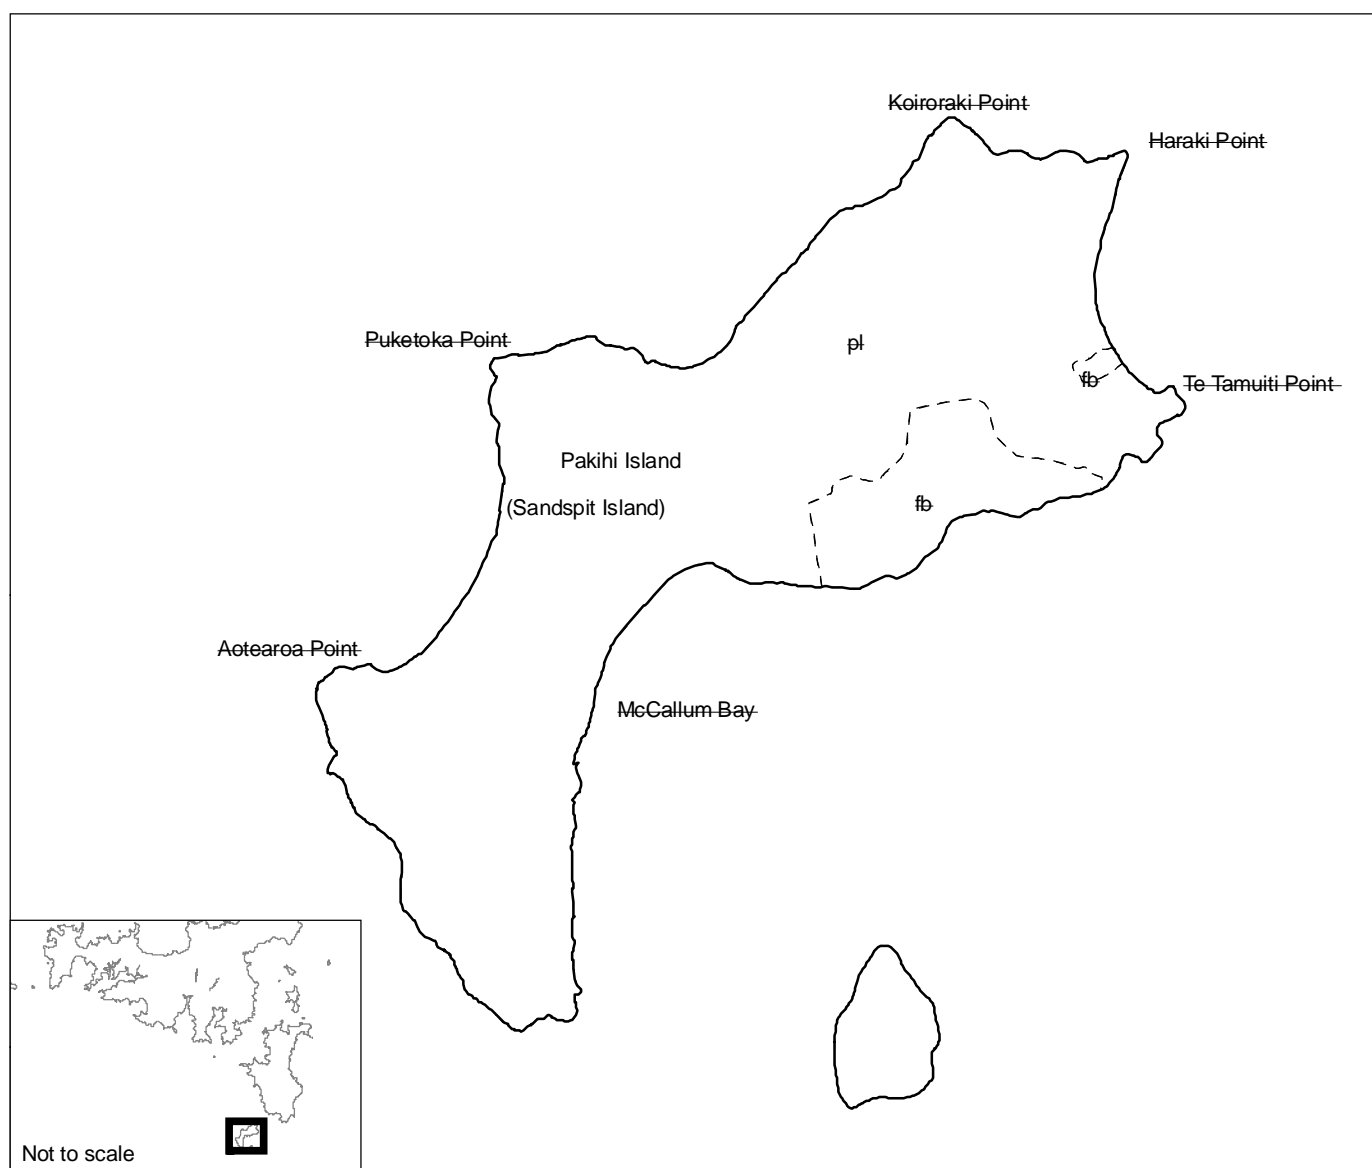 Koiroraki Point
Haraki Point
Puketoka Point
pl
fb
Te Tamuiti Point
Pakihi Island
(Sandspit Island)
fb
Aotearoa Point
McCallum Bay
Not to scale